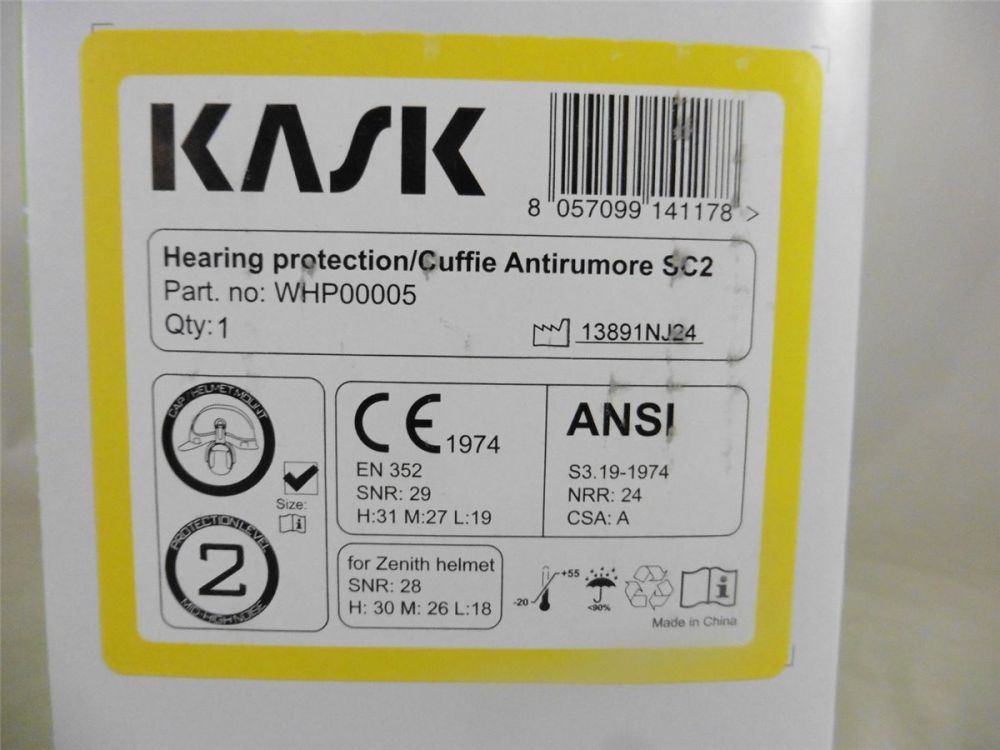 KASK
8 057099 141178 >
Hearing protection/Cuffie Antirumore SC2
Part. no: WHP00005
Qty: 1
13891NJ24
CAP / HELMET MOUNT
Size:
PROTECTION LEVEL
2
MID-HIGH NOISE
CE 1974
EN 352
SNR: 29
H:31 M:27 L:19
ANSI
S3.19-1974
NRR: 24
CSA: A
for Zenith helmet
SNR: 28
H: 30 M: 26 L:18
-20
+55
<90%
i
Made in China